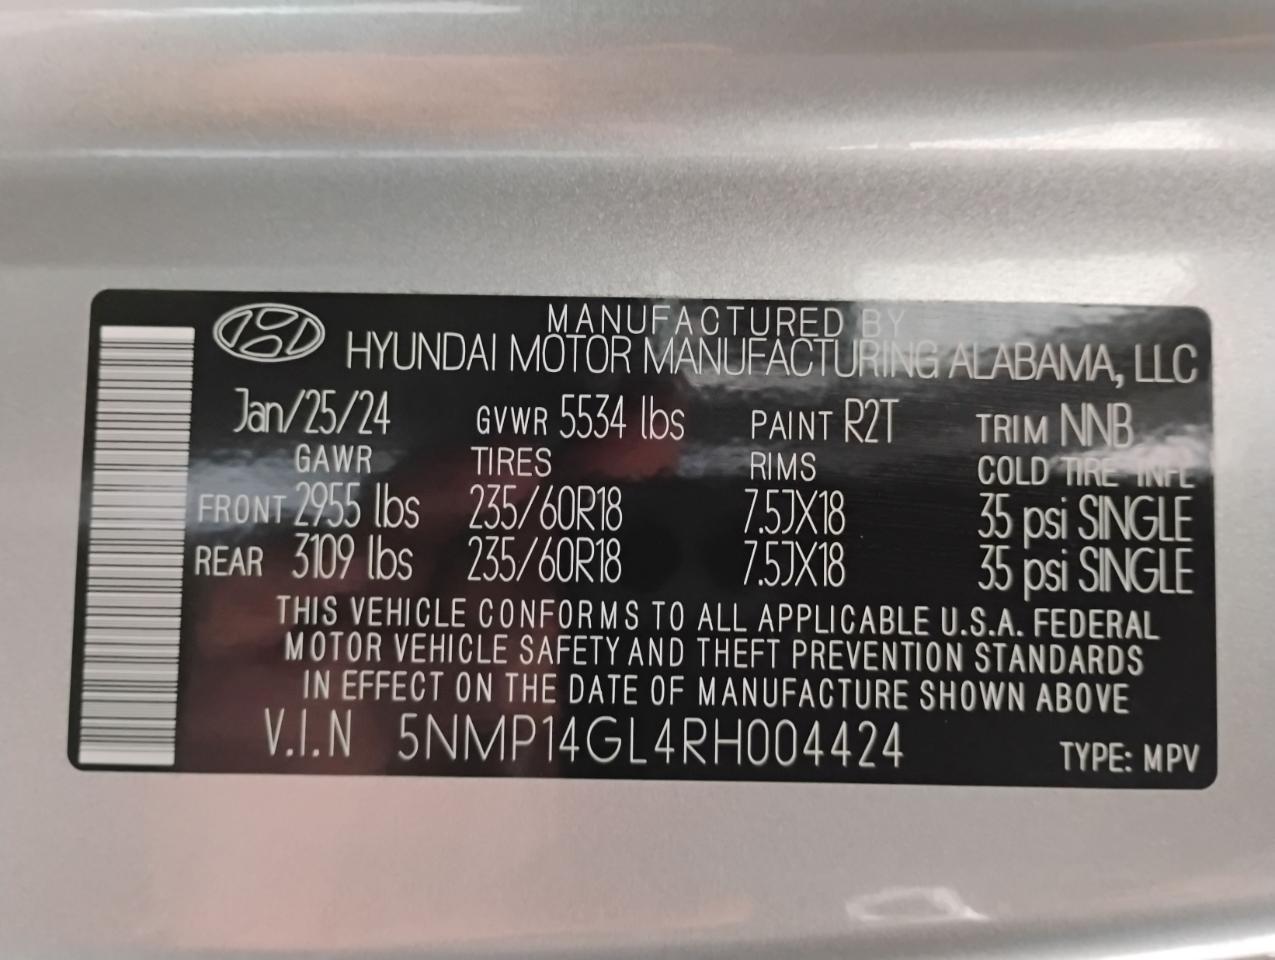 MANUFACTURED BY
HYUNDAI MOTOR MANUFACTURING ALABAMA, LLC
Jan/25/24 GVWR 5534 lbs PAINT R2T TRIM NNB
GAWR TIRES RIMS COLD TIRE INFL
FRONT 2955 lbs 235/60R18 7.5JX18 35 psi SINGLE
REAR 3109 lbs 235/60R18 7.5JX18 35 psi SINGLE
THIS VEHICLE CONFORMS TO ALL APPLICABLE U.S.A. FEDERAL
MOTOR VEHICLE SAFETY AND THEFT PREVENTION STANDARDS
IN EFFECT ON THE DATE OF MANUFACTURE SHOWN ABOVE
V.I.N 5NMP14GL4RH004424 TYPE: MPV